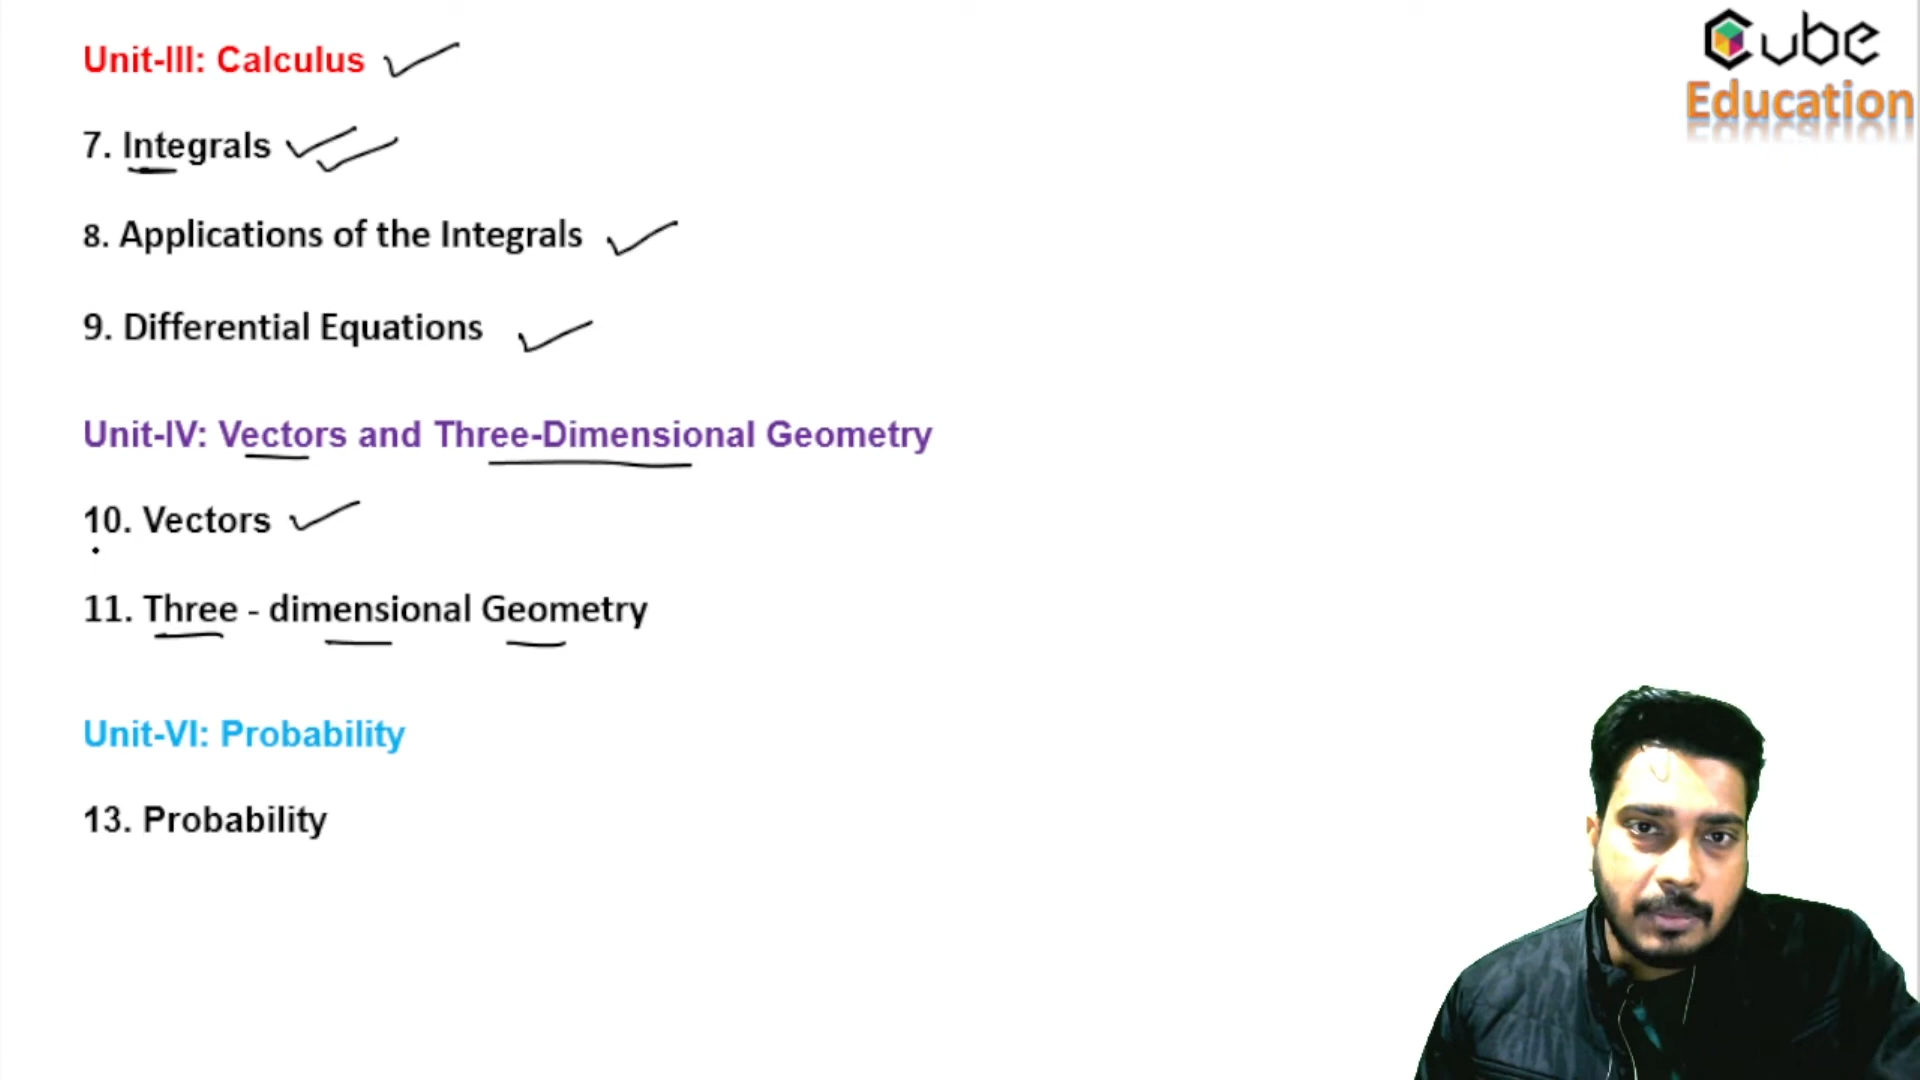 Unit-III: Calculus
Cube
Education
7. Integrals
8. Applications of the Integrals
9. Differential Equations
Unit-IV: Vectors and Three-Dimensional Geometry
10. Vectors
11. Three - dimensional Geometry
Unit-VI: Probability
13. Probability